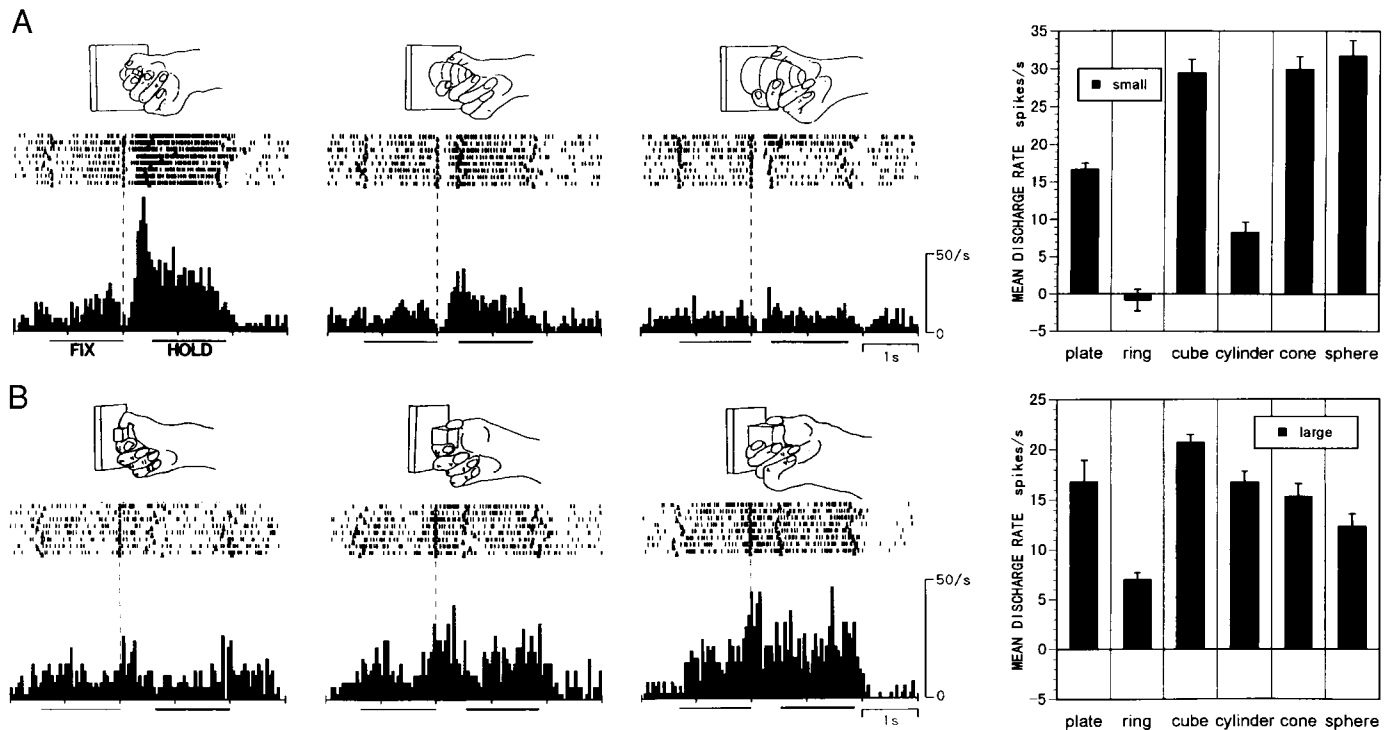 A
50/s
0
FIX
HOLD
1s
MEAN DISCHARGE RATE spikes/s
35
30
25
20
15
10
5
0
-5
small
plate ring cube cylinder cone sphere
B
50/s
0
1s
MEAN DISCHARGE RATE spikes/s
25
20
15
10
5
0
-5
large
plate ring cube cylinder cone sphere